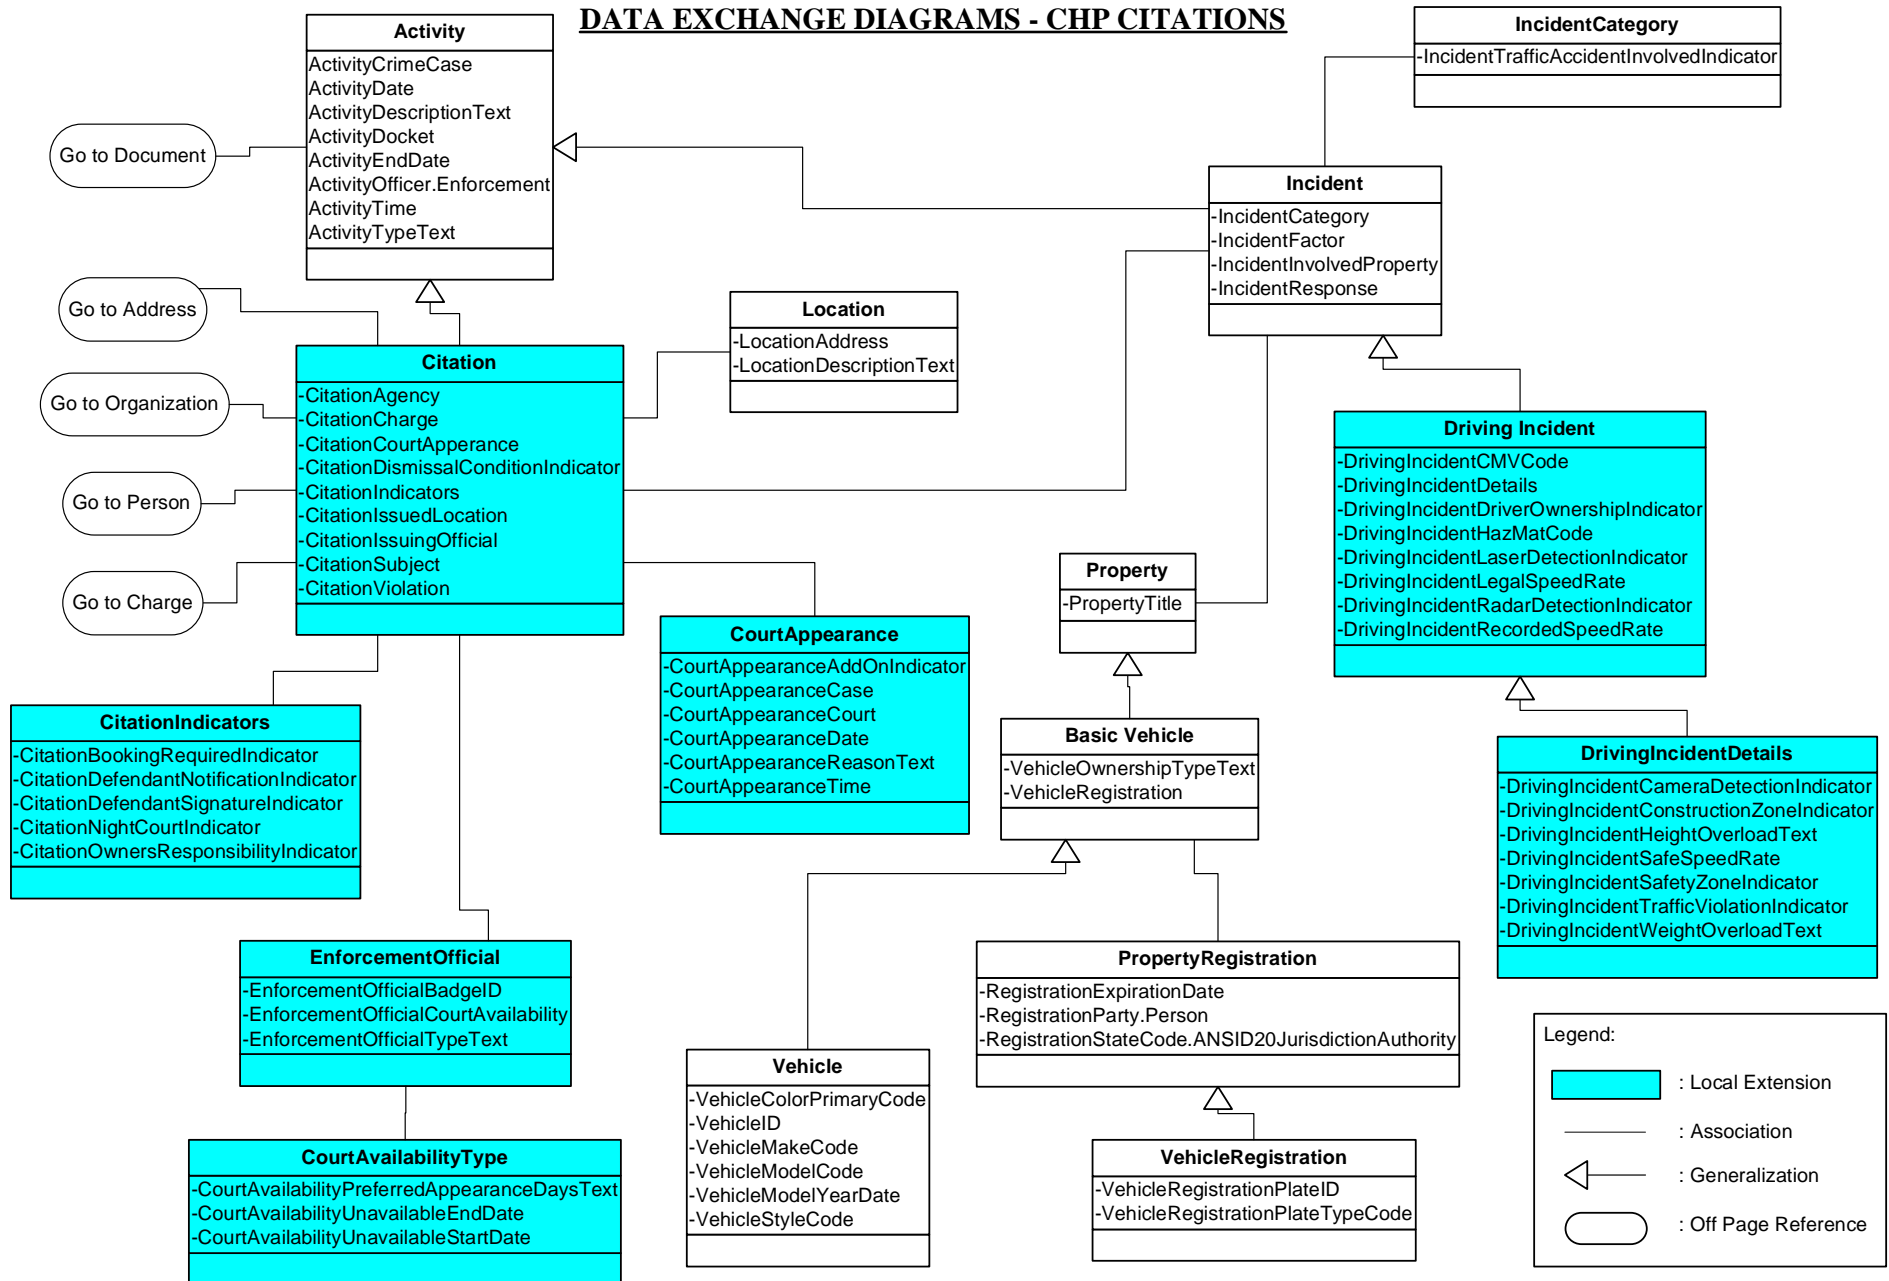 DATA EXCHANGE DIAGRAMS - CHP CITATIONS
Activity
ActivityCrimeCase
ActivityDate
ActivityDescriptionText
ActivityDocket
ActivityEndDate
ActivityOfficer.Enforcement
ActivityTime
ActivityTypeText
IncidentCategory
-IncidentTrafficAccidentInvolvedIndicator
Go to Document
Go to Address
Go to Organization
Go to Person
Go to Charge
Incident
-IncidentCategory
-IncidentFactor
-IncidentInvolvedProperty
-IncidentResponse
Location
-LocationAddress
-LocationDescriptionText
Citation
-CitationAgency
-CitationCharge
-CitationCourtApperance
-CitationDismissalConditionIndicator
-CitationIndicators
-CitationIssuedLocation
-CitationIssuingOfficial
-CitationSubject
-CitationViolation
Driving Incident
-DrivingIncidentCMVCode
-DrivingIncidentDetails
-DrivingIncidentDriverOwnershipIndicator
-DrivingIncidentHazMatCode
-DrivingIncidentLaserDetectionIndicator
-DrivingIncidentLegalSpeedRate
-DrivingIncidentRadarDetectionIndicator
-DrivingIncidentRecordedSpeedRate
Property
-PropertyTitle
CourtAppearance
-CourtAppearanceAddOnIndicator
-CourtAppearanceCase
-CourtAppearanceCourt
-CourtAppearanceDate
-CourtAppearanceReasonText
-CourtAppearanceTime
CitationIndicators
-CitationBookingRequiredIndicator
-CitationDefendantNotificationIndicator
-CitationDefendantSignatureIndicator
-CitationNightCourtIndicator
-CitationOwnersResponsibilityIndicator
Basic Vehicle
-VehicleOwnershipTypeText
-VehicleRegistration
DrivingIncidentDetails
-DrivingIncidentCameraDetectionIndicator
-DrivingIncidentConstructionZoneIndicator
-DrivingIncidentHeightOverloadText
-DrivingIncidentSafeSpeedRate
-DrivingIncidentSafetyZoneIndicator
-DrivingIncidentTrafficViolationIndicator
-DrivingIncidentWeightOverloadText
EnforcementOfficial
-EnforcementOfficialBadgeID
-EnforcementOfficialCourtAvailability
-EnforcementOfficialTypeText
PropertyRegistration
-RegistrationExpirationDate
-RegistrationParty.Person
-RegistrationStateCode.ANSID20JurisdictionAuthority
Vehicle
-VehicleColorPrimaryCode
-VehicleID
-VehicleMakeCode
-VehicleModelCode
-VehicleModelYearDate
-VehicleStyleCode
CourtAvailabilityType
-CourtAvailabilityPreferredAppearanceDaysText
-CourtAvailabilityUnavailableEndDate
-CourtAvailabilityUnavailableStartDate
VehicleRegistration
-VehicleRegistrationPlateID
-VehicleRegistrationPlateTypeCode
Legend:
: Local Extension
: Association
: Generalization
: Off Page Reference